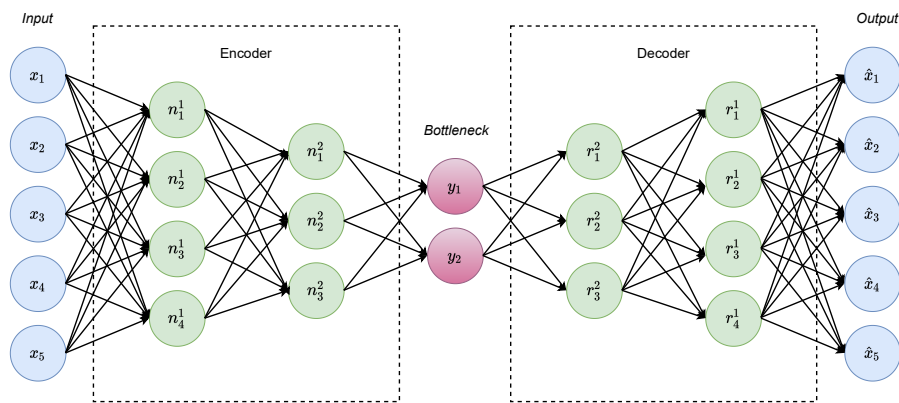 Input
Output
Encoder
Decoder
Bottleneck
x₁
x₂
x₃
x₄
x₅
n₁¹
n₂¹
n₃¹
n₄¹
n₁²
n₂²
n₃²
y₁
y₂
r₁²
r₂²
r₃²
r₁¹
r₂¹
r₃¹
r₄¹
x̂₁
x̂₂
x̂₃
x̂₄
x̂₅